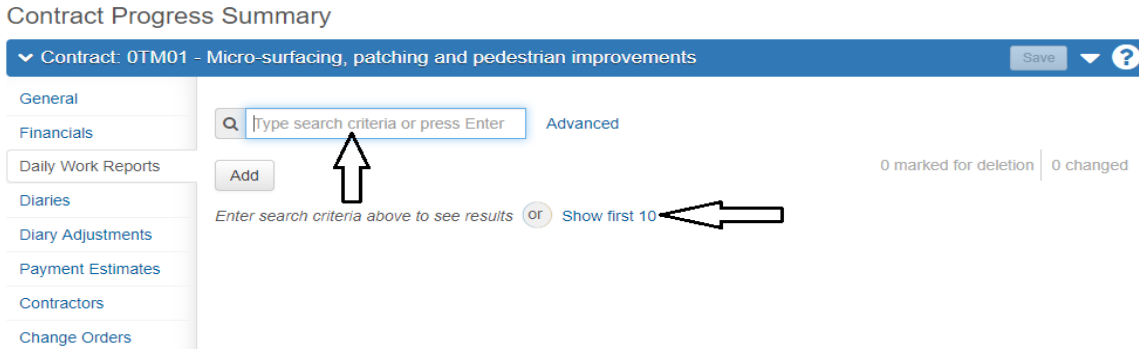 Contract Progress Summary
Contract: 0TM01 - Micro-surfacing, patching and pedestrian improvements
Save
?
General
Financials
Daily Work Reports
Diaries
Diary Adjustments
Payment Estimates
Contractors
Change Orders
Type search criteria or press Enter
Advanced
Add
0 marked for deletion
0 changed
Enter search criteria above to see results or Show first 10